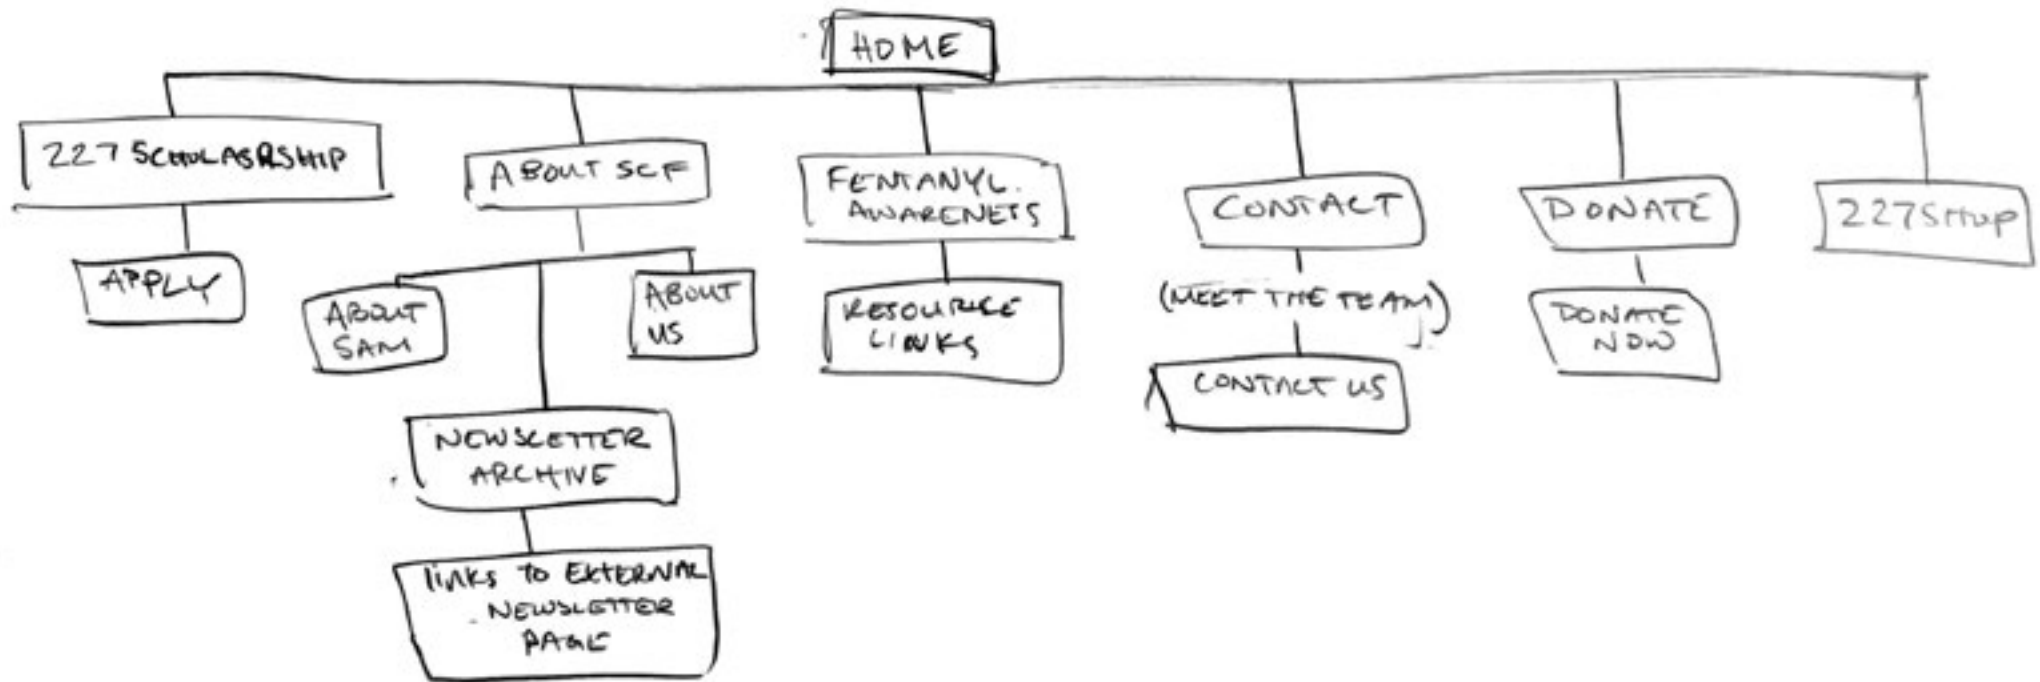 HOME
227 SCHOLASRSHIP
ABOUT SCF
FENTANYL
AWARENETS
CONTACT
DONATE
APPLY
ABOUT
SAM
ABOUT
US
RESOURCE
LINKS
(MEET THE TEAM)
DONATE
NOW
CONTACT US
NEWSLETTER
ARCHIVE
links TO EXTERNAL
NEWSLETTER
PAGE